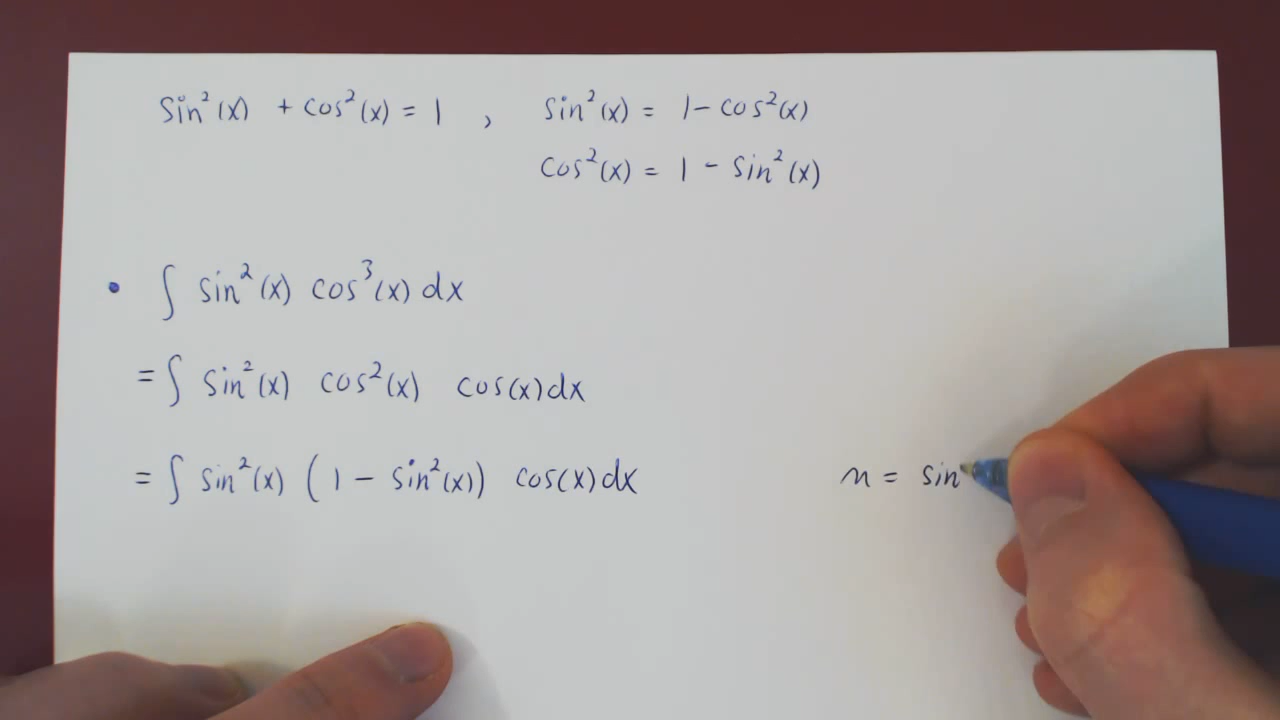 Sin²(x) + cos²(x) = 1 , sin²(x) = 1 - cos²(x)
cos²(x) = 1 - sin²(x)
• ∫ sin²(x) cos³(x) dx
= ∫ sin²(x) cos²(x) cos(x) dx
= ∫ sin²(x) (1 - sin²(x)) cos(x) dx
u = sin